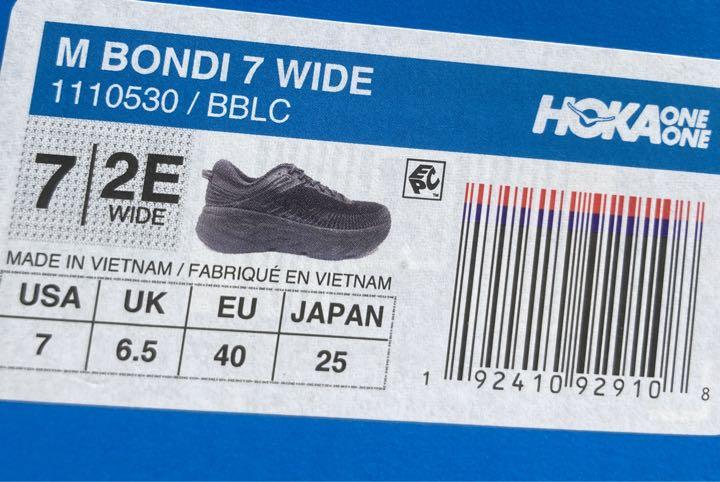 M BONDI 7 WIDE
1110530 / BBLC
HOKA ONE ONE
7 2E WIDE
EPC
MADE IN VIETNAM / FABRIQUÉ EN VIETNAM
USA UK EU JAPAN
7 6.5 40 25
1 92410 92910 8